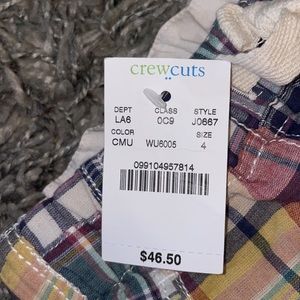 crewcuts
DEPT CLASS STYLE
LA6 0C9 J0667
COLOR SIZE
CMU WU6005 4
099104957814
$46.50